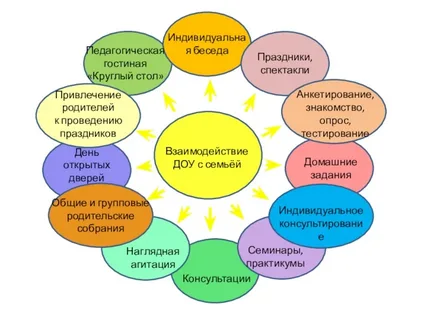 Индивидуальна
я беседа
Праздники,
спектакли
Анкетирование,
знакомство,
опрос,
тестирование
Домашние
задания
Индивидуальное
консультировани
е
Семинары,
практикумы
Консультации
Наглядная
агитация
Общие и групповые
родительские
собрания
День
открытых
дверей
Привлечение
родителей
к проведению
праздников
Педагогическая
гостиная
«Круглый стол»
Взаимодействие
ДОУ с семьёй